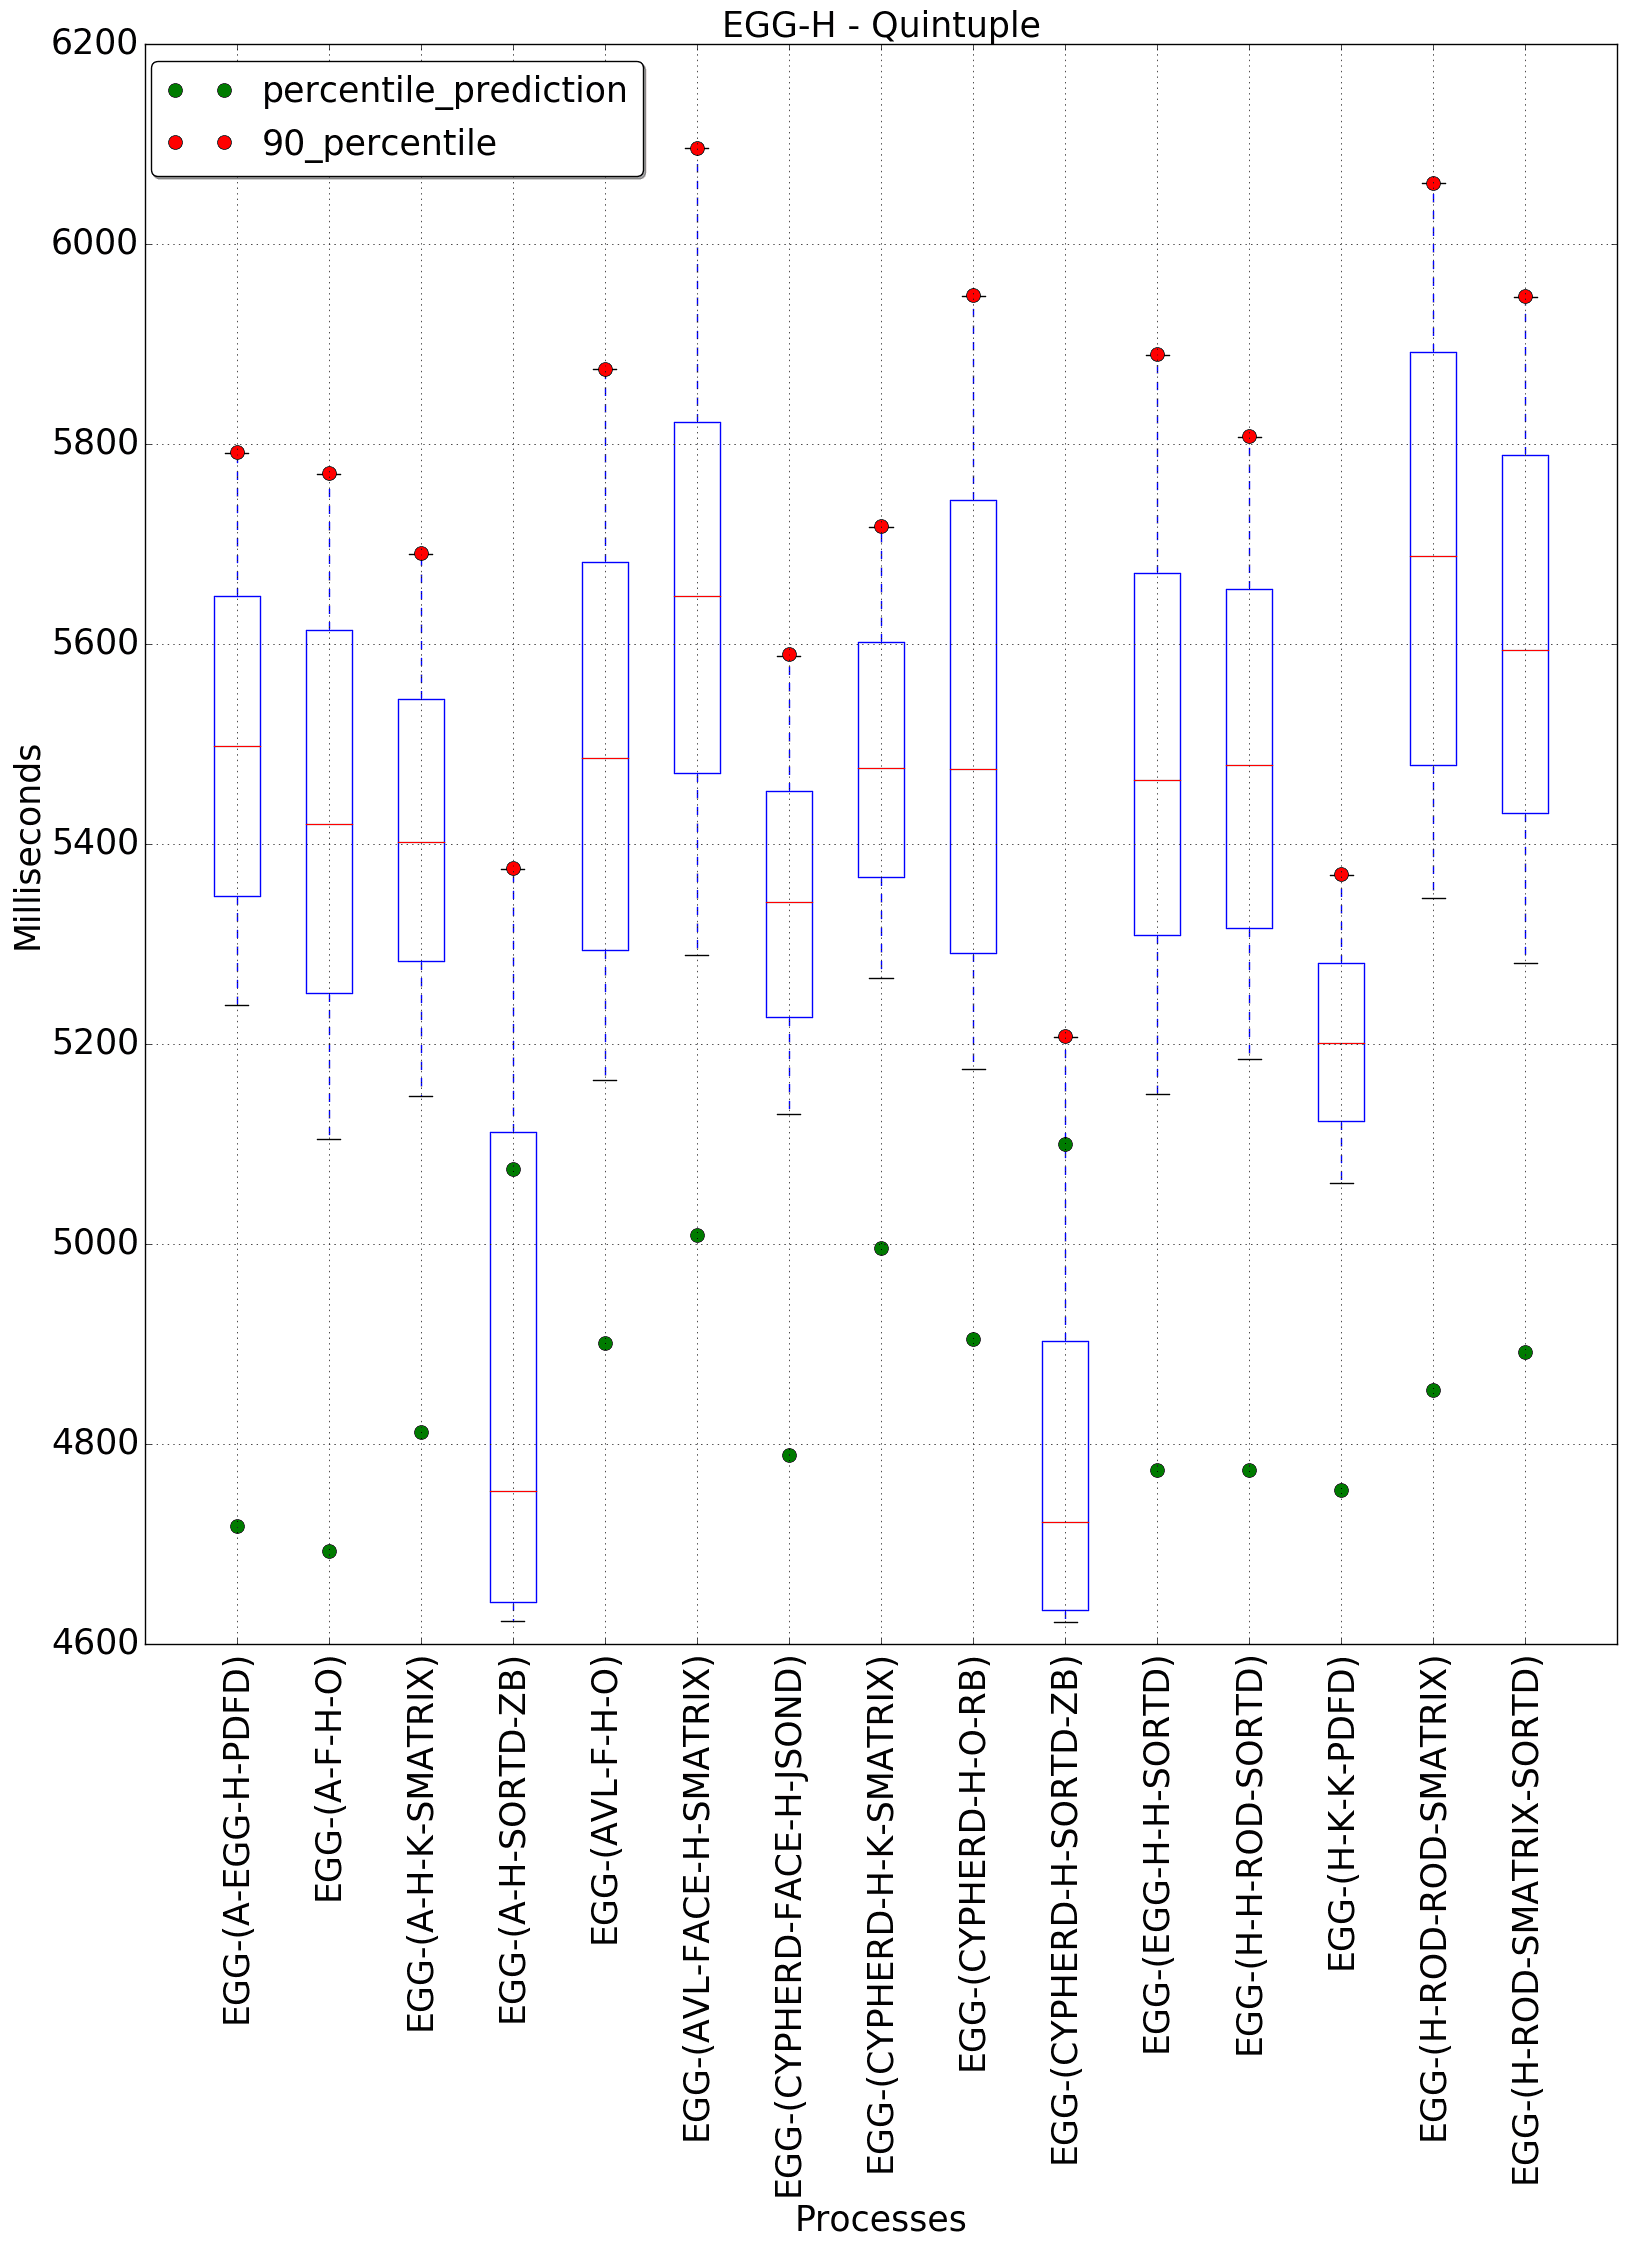 EGG-H - Quintuple
percentile_prediction
90_percentile
6200
6000
5800
5600
5400
5200
5000
4800
4600
Milliseconds
EGG-(A-EGG-H-PDFD)
EGG-(A-F-H-O)
EGG-(A-H-K-SMATRIX)
EGG-(A-H-SORTD-ZB)
EGG-(AVL-F-H-O)
EGG-(AVL-FACE-H-SMATRIX)
EGG-(CYPHERD-FACE-H-JSOND)
EGG-(CYPHERD-H-K-SMATRIX)
EGG-(CYPHERD-H-O-RB)
EGG-(CYPHERD-H-SORTD-ZB)
EGG-(EGG-H-H-SORTD)
EGG-(H-H-ROD-SORTD)
EGG-(H-K-K-PDFD)
EGG-(H-ROD-ROD-SMATRIX)
EGG-(H-ROD-SMATRIX-SORTD)
Processes